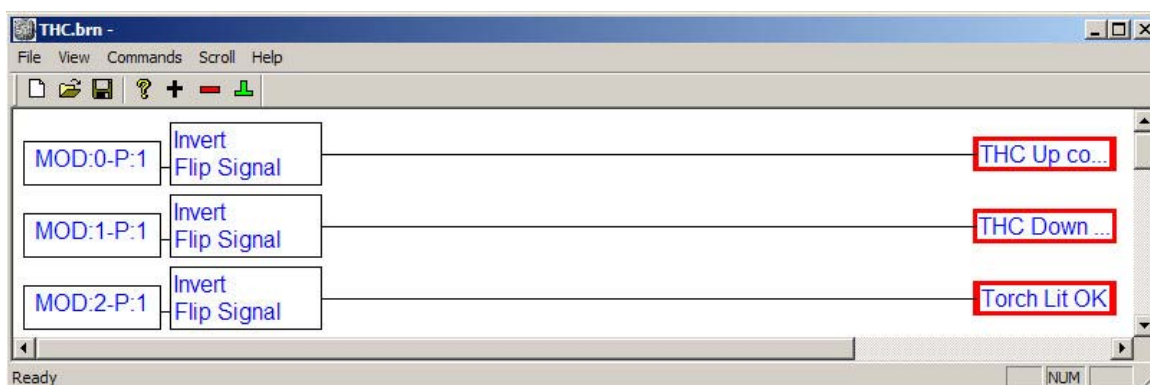 THC.brn -
File View Commands Scroll Help
MOD:0-P:1
Invert
Flip Signal
THC Up co...
MOD:1-P:1
Invert
Flip Signal
THC Down ...
MOD:2-P:1
Invert
Flip Signal
Torch Lit OK
Ready
NUM